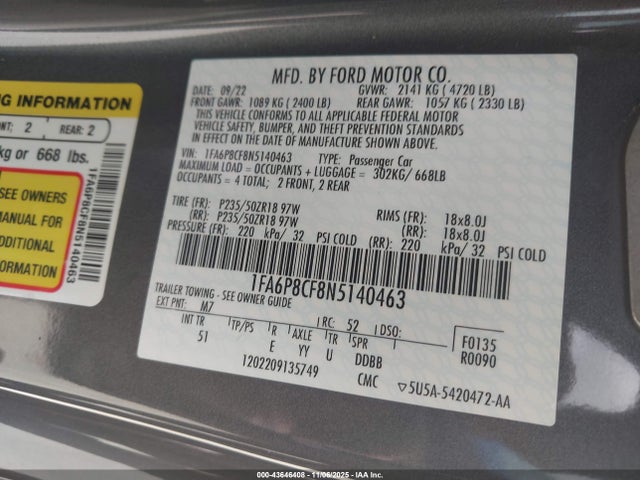 NG INFORMATION
NT: 2 REAR: 2
kg or 668 lbs.
SEE OWNERS
MANUAL FOR
ADDITIONAL
INFORMATION
1FA6P8CF8N5140463
MFD. BY FORD MOTOR CO.
09/22 GVWR: 2141 KG ( 4720 LB)
FRONT GAWR: 1089 KG ( 2400 LB) REAR GAWR: 1057 KG ( 2330 LB)
THIS VEHICLE CONFORMS TO ALL APPLICABLE FEDERAL MOTOR
VEHICLE SAFETY, BUMPER, AND THEFT PREVENTION STANDARDS
IN EFFECT ON THE DATE OF MANUFACTURE SHOWN ABOVE.
VIN: 1FA6P8CF8N5140463 TYPE: Passenger Car
MAXIMUM LOAD = OCCUPANTS + LUGGAGE = 302KG/ 668LB
OCCUPANTS = 4 TOTAL; 2 FRONT, 2 REAR
TIRE (FR): P235/50ZR18 97W RIMS (FR): 18x8.0J
(RR): P235/50ZR18 97W (RR): 18x8.0J
PRESSURE (FR): 220 kPa/ 32 PSI COLD (RR): 220 kPa/ 32 PSI COLD
1FA6P8CF8N5140463
TRAILER TOWING - SEE OWNER GUIDE
EXT PNT: M7 RC: 52 DSO: F0135
INT TR TP/PS R AXLE TR SPR R0090
51 E YY U DDBB
1202209135749 CMC 5U5A-5420472-AA
00-43646408 - 11/06/2025 - IAAI.com